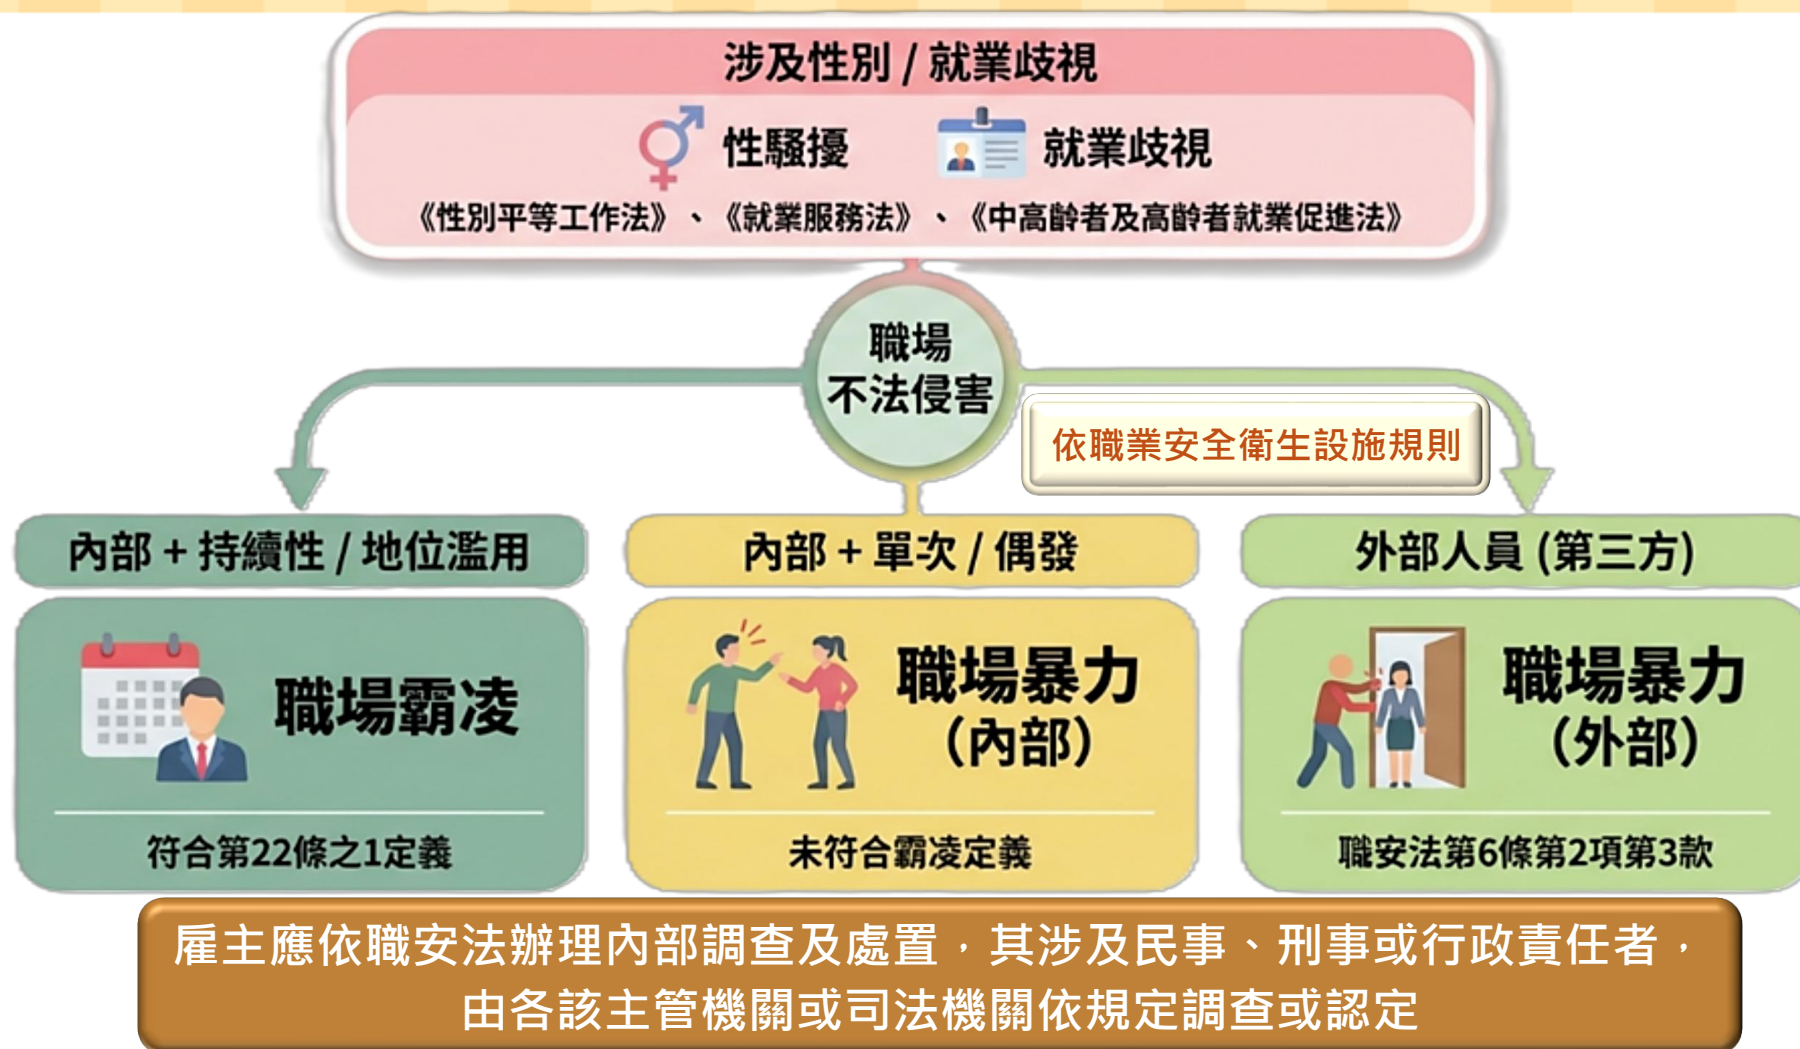 涉及性別 / 就業歧視
性騷擾
就業歧視
《性別平等工作法》、《就業服務法》、《中高齡者及高齡者就業促進法》
職場
不法侵害
依職業安全衛生設施規則
內部 + 持續性 / 地位濫用
職場霸凌
符合第22條之1定義
內部 + 單次 / 偶發
職場暴力
（內部）
未符合霸凌定義
外部人員 (第三方)
職場暴力
（外部）
職安法第6條第2項第3款
雇主應依職安法辦理內部調查及處置，其涉及民事、刑事或行政責任者，
由各該主管機關或司法機關依規定調查或認定